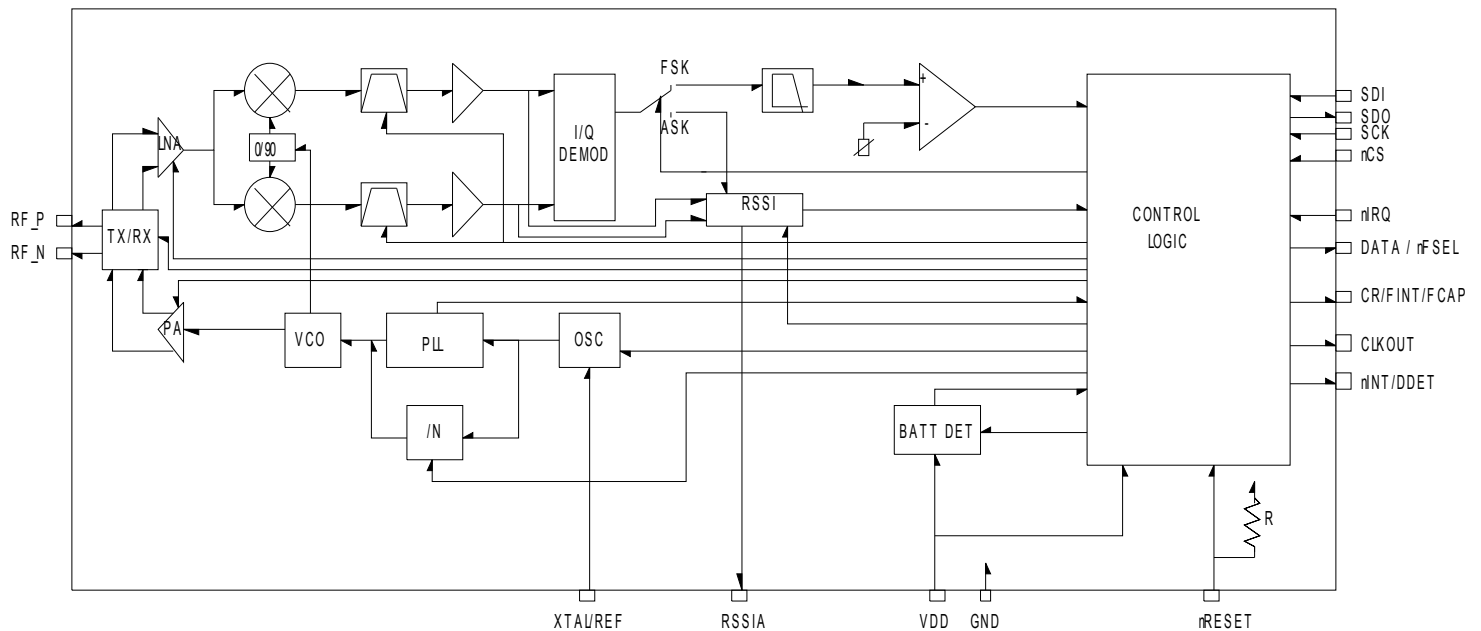 FSK
ASK
LNA
0/90
I/Q
DEMOD
+
-
RSSI
CONTROL
LOGIC
SDI
SDO
SCK
nCS
nIRQ
DATA / nFSEL
CR/FINT/FCAP
CLKOUT
nINT/DDET
RF_P
RF_N
TX/RX
PA
VCO
PLL
OSC
/N
BATT DET
R
XTAL/REF
RSSIA
VDD
GND
nRESET